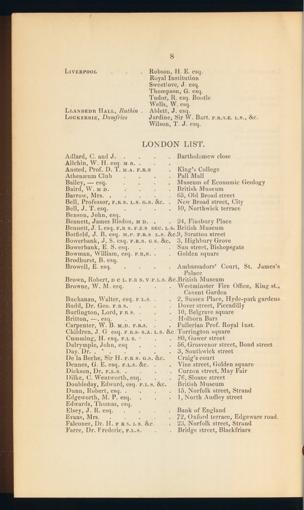 8
LIVERPOOL . . . Robson, H. E. esq.
Royal Institution
Sweetlove, J. esq.
Thompson, G. esq.
Tudor, R. esq. Bootle
Wells, W. esq.
LLANBEDR HALL, Ruthin . Ablett, J. esq.
LOCKERBIE, Dumfries Jardine, Sir W. Bart. F.R.S.E. L.S., &c.
Wilson, T. J. esq.
LONDON LIST.
Adlard, C. and J. . . . Bartholomew close
Allchin, W. H. esq. M.B. . .
Ansted, Prof. D. T. M.A. F.R.S . King's College
Athenæum Club . . . Pall Mall
Bailey, — esq. . . . Museum of Economic Geology
Baird, W. M.D. . . . British Museum
Barrow, Mrs. . . . 65, Old Broad street
Bell, Professor, F.R.S. L.S. G.S. &c. . New Broad street, City
Bell, J. T. esq. . . . 80, Northwick terrace
Benson, John, esq.
Bennett, James Risdon, M D. . . 24, Finsbury Place
Bennett, J. L esq. F.R S. F.Z.S SEC. L.S. British Museum
Botfield, J. B. esq. M.P. F.R S L.S. &c 9, Stratton street
Bowerbank, J. S. esq. F.R.S. G.S. &c. 3, Highbury Grove
Bowerbank, E. S. esq. . . Sun street, Bishopsgate
Bowman, William, esq. F.R.S. . . Golden square
Brodhurst, B. esq.
Browell, E. esq. . . . Ambassadors' Court, St. James's
Palace
Brown, Robert, D C L F R S V P L.S. &c. British Museum
Browne, W. M. esq. . . Westminster Fire Office, King st.,
Covent Garden
Buchanan, Walter, esq. F L.S. . . 2, Sussex Place, Hyde-park gardens
Budd, Dr. Geo. F R S. . . Dover street, Piccadilly
Burlington, Lord, F R S. . . 10, Belgrave square
Britten, —. esq. . . . Holborn Bars
Carpenter, W. B. M.D. F.R.S. . . Fullerian Prof. Royal Inst.
Children, J G esq. F.R.S. S.A. L.S. &c Torrington square
Cumming, H. esq. F.L S. . . 80, Gower street
Dalrymple, John, esq . . 56, Grosvenor street, Bond street
Day, Dr. . . . 3, Southwick street
De la Beche, Sir H. F R S. G.S. &c. Craig's court
Dennes, G. E. esq. F.L.S. &c. . Vine street, Golden square
Dickson, Dr. F.L.S. . . Curzon street, May Fair
Dilke, C. Wentworth, esq. . . 76, Sloane street
Doubleday, Edward, esq. F.L S. &c. British Museum
Dunn, Robert, esq. . . 15, Norfolk street, Strand
Edgeworth, M. P. esq. . . 1, North Audley street
Edwards, Thomas, esq.
Elsey, J. R. esq. . . . Bank of England
Evans, Mrs. . . . 72, Oxford terrace, Edgeware road.
Falconer, Dr. H. F R S. L S. &c. . 23, Norfolk street, Strand
Farre, Dr. Frederic, F.L.S. . . Bridge street, Blackfriars